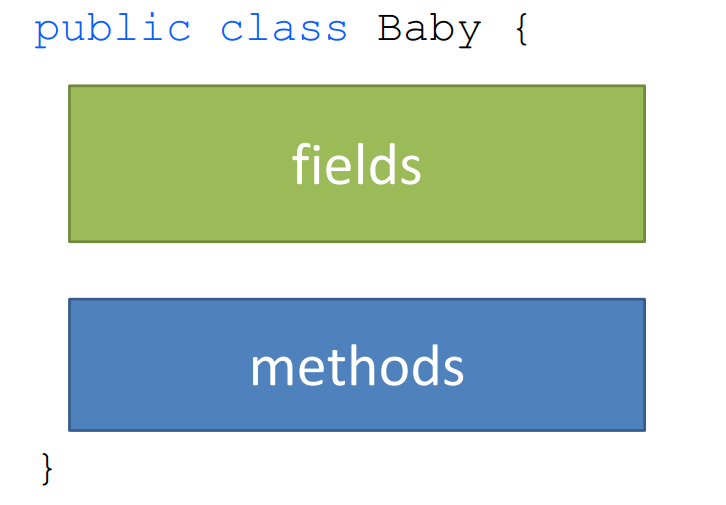 public class Baby {
fields
methods
}